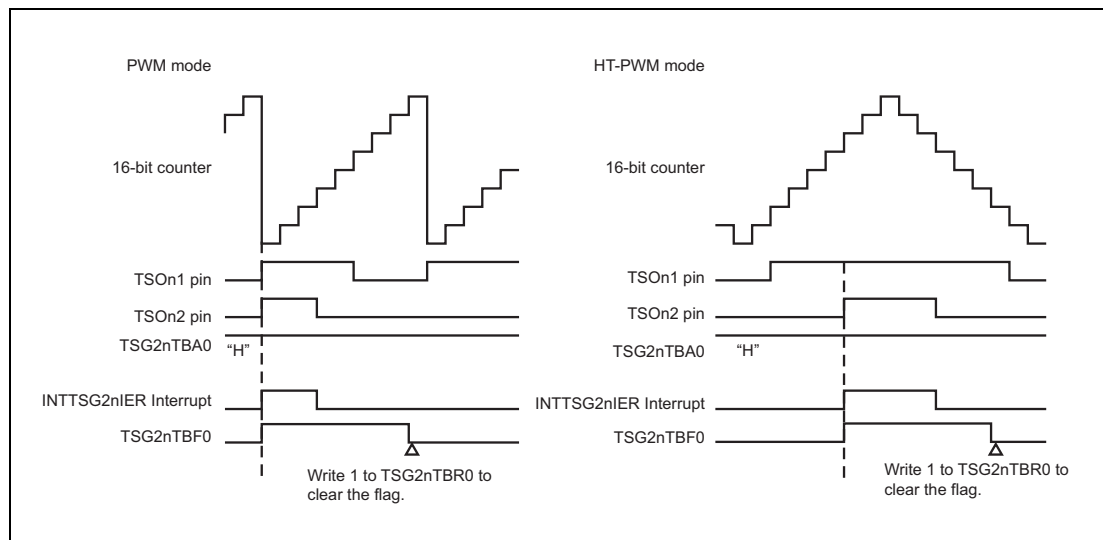 PWM mode
16-bit counter
TSOn1 pin
TSOn2 pin
TSG2nTBA0 “H”
INTTSG2nIER Interrupt
TSG2nTBF0
Write 1 to TSG2nTBR0 to
clear the flag.
HT-PWM mode
16-bit counter
TSOn1 pin
TSOn2 pin
TSG2nTBA0 “H”
INTTSG2nIER Interrupt
TSG2nTBF0
Write 1 to TSG2nTBR0 to
clear the flag.